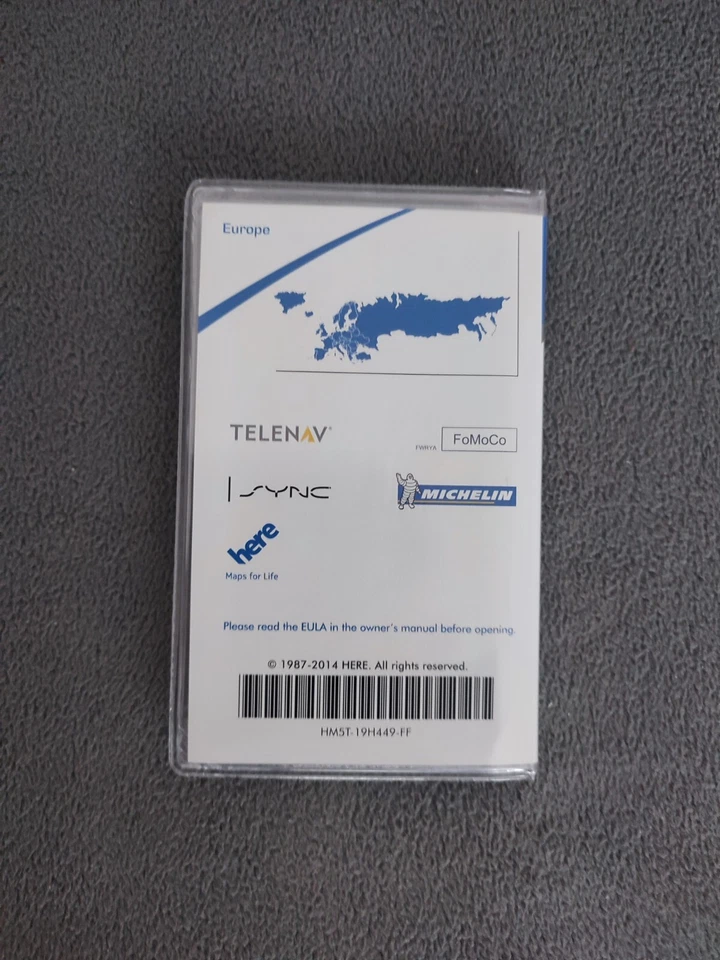 Europe
TELENAV®
FWRYA FoMoCo
SYNC
MICHELIN
here
Maps for Life
Please read the EULA in the owner's manual before opening.
© 1987-2014 HERE. All rights reserved.
HM5T-19H449-FF